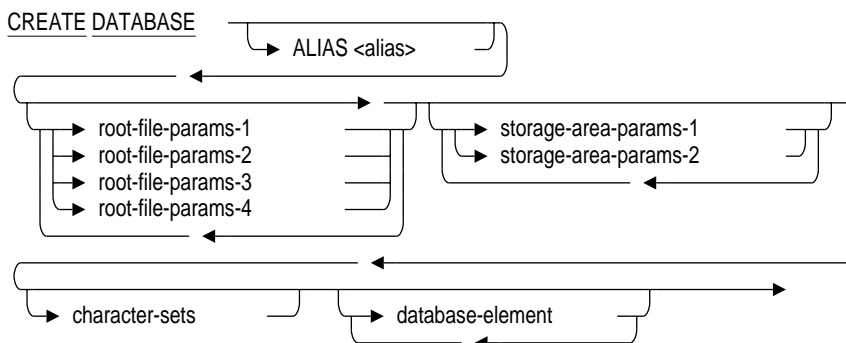 CREATE DATABASE
ALIAS <alias>
root-file-params-1
root-file-params-2
root-file-params-3
root-file-params-4
storage-area-params-1
storage-area-params-2
character-sets
database-element